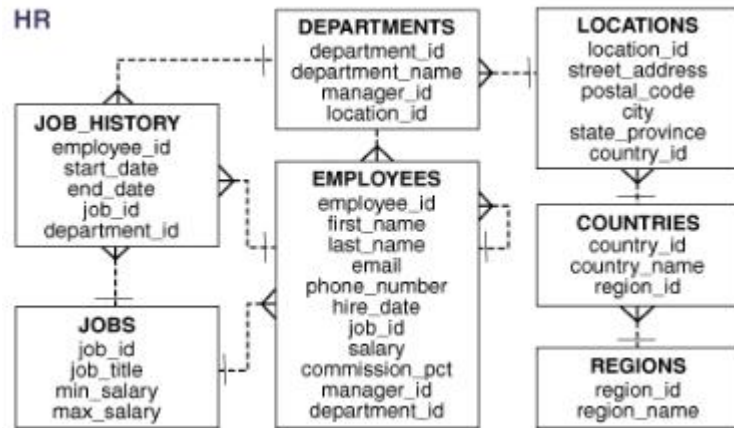 HR
DEPARTMENTS
department_id
department_name
manager_id
location_id
LOCATIONS
location_id
street_address
postal_code
city
state_province
country_id
JOB_HISTORY
employee_id
start_date
end_date
job_id
department_id
EMPLOYEES
employee_id
first_name
last_name
email
phone_number
hire_date
job_id
salary
commission_pct
manager_id
department_id
COUNTRIES
country_id
country_name
region_id
JOBS
job_id
job_title
min_salary
max_salary
REGIONS
region_id
region_name